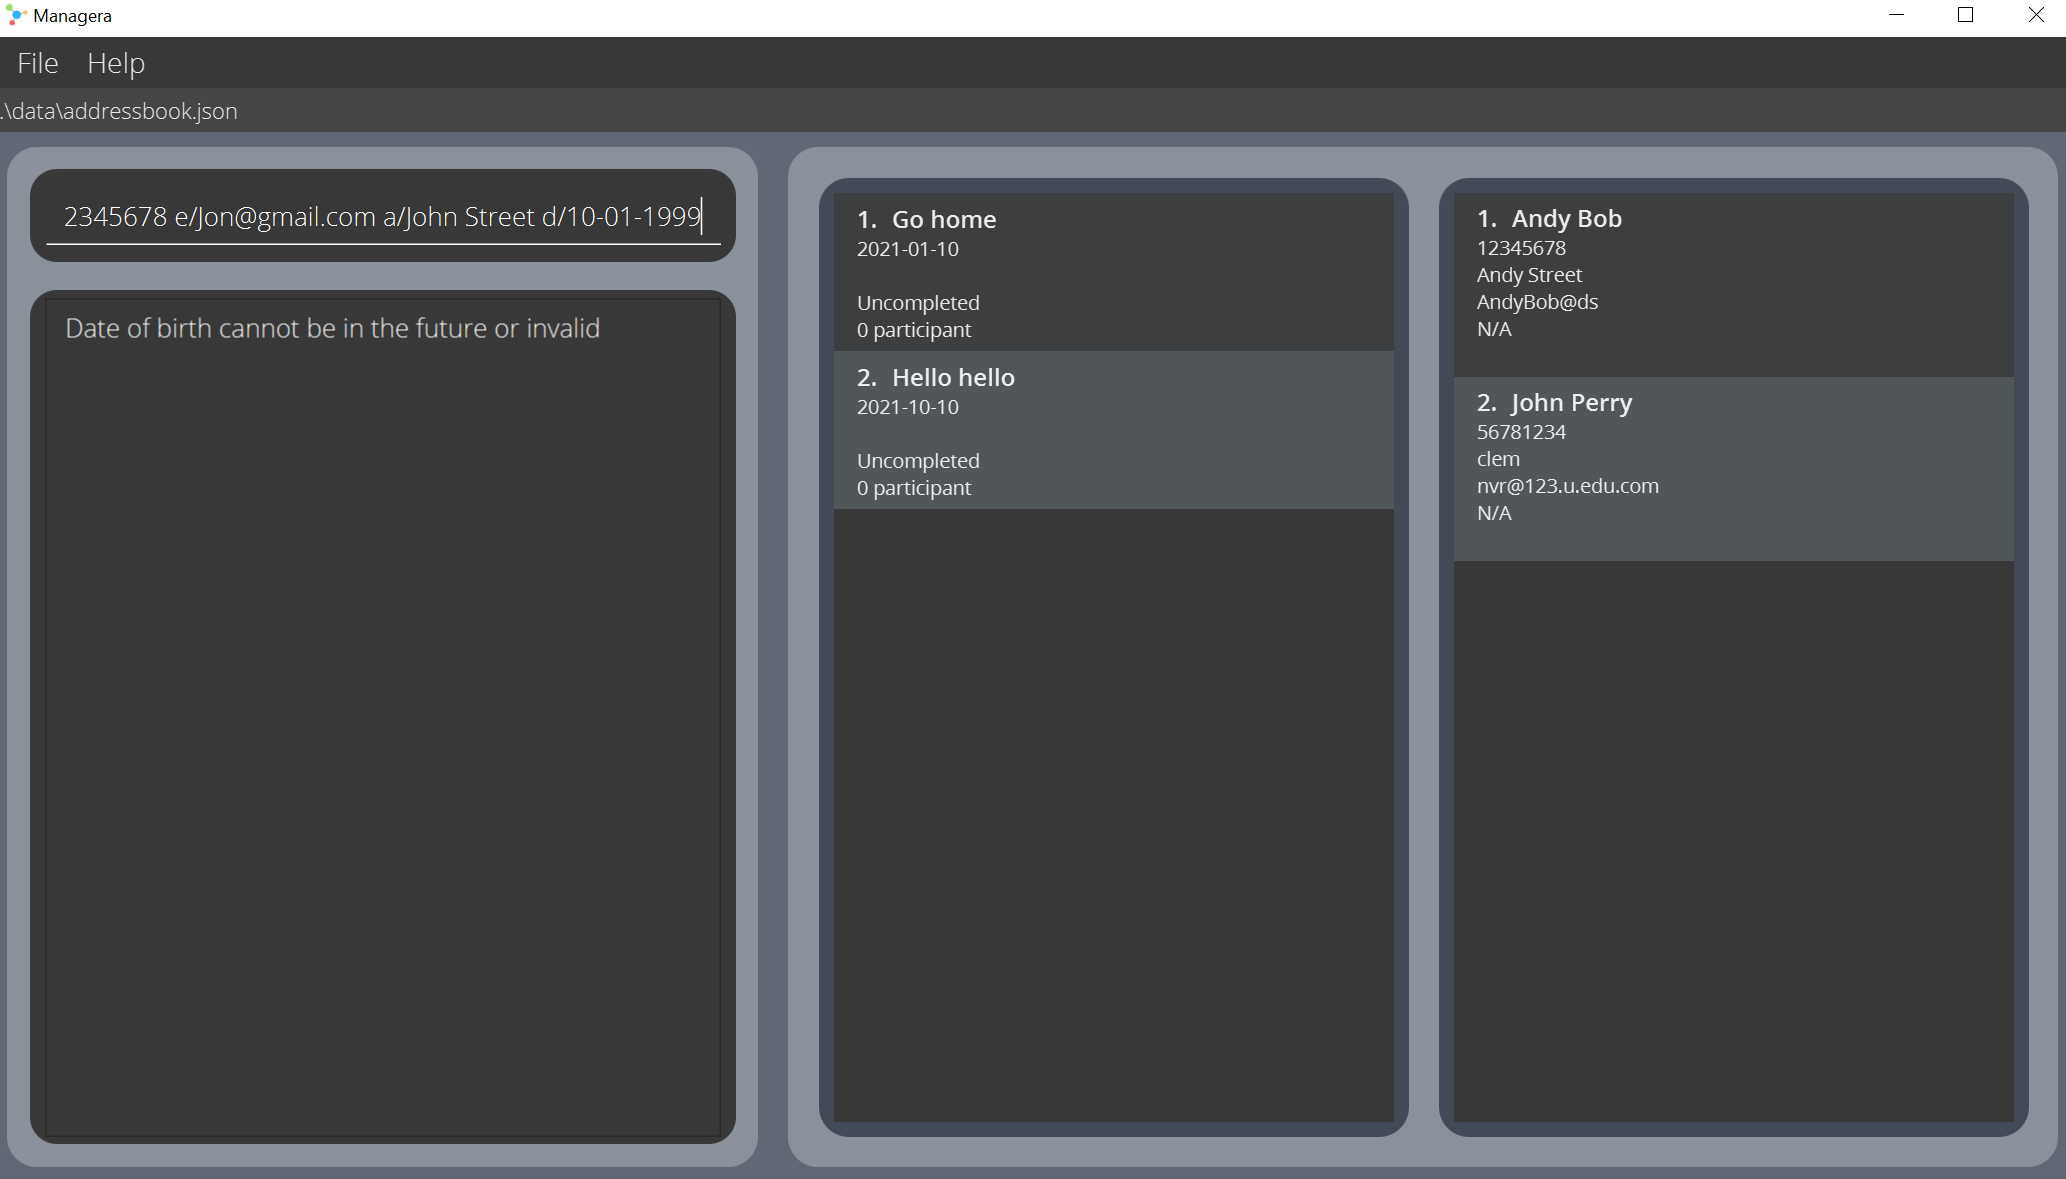 Managera
File Help
.\data\addressbook.json
2345678 e/Jon@gmail.com a/John Street d/10-01-1999
Date of birth cannot be in the future or invalid
1. Go home
2021-01-10
Uncompleted
0 participant
2. Hello hello
2021-10-10
Uncompleted
0 participant
1. Andy Bob
12345678
Andy Street
AndyBob@ds
N/A
2. John Perry
56781234
clem
nvr@123.u.edu.com
N/A